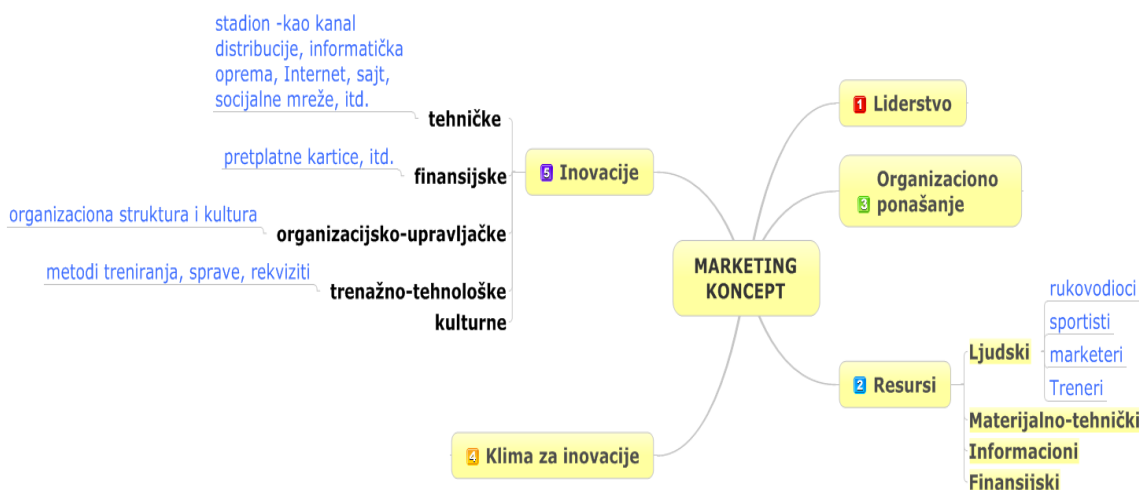 stadion -kao kanal
distribucije, informatička
oprema, Internet, sajt,
socijalne mreže, itd.
tehničke
pretplatne kartice, itd.
finansijske
organizaciona struktura i kultura
organizacijsko-upravljačke
metodi treniranja, sprave, rekviziti
trenažno-tehnološke
kulturne
5 Inovacije
4 Klima za inovacije
MARKETING
KONCEPT
1 Liderstvo
Organizaciono
3 ponašanje
2 Resursi
Ljudski
rukovodioci
sportisti
marketeri
Treneri
Materijalno-tehnički
Informacioni
Finansijski